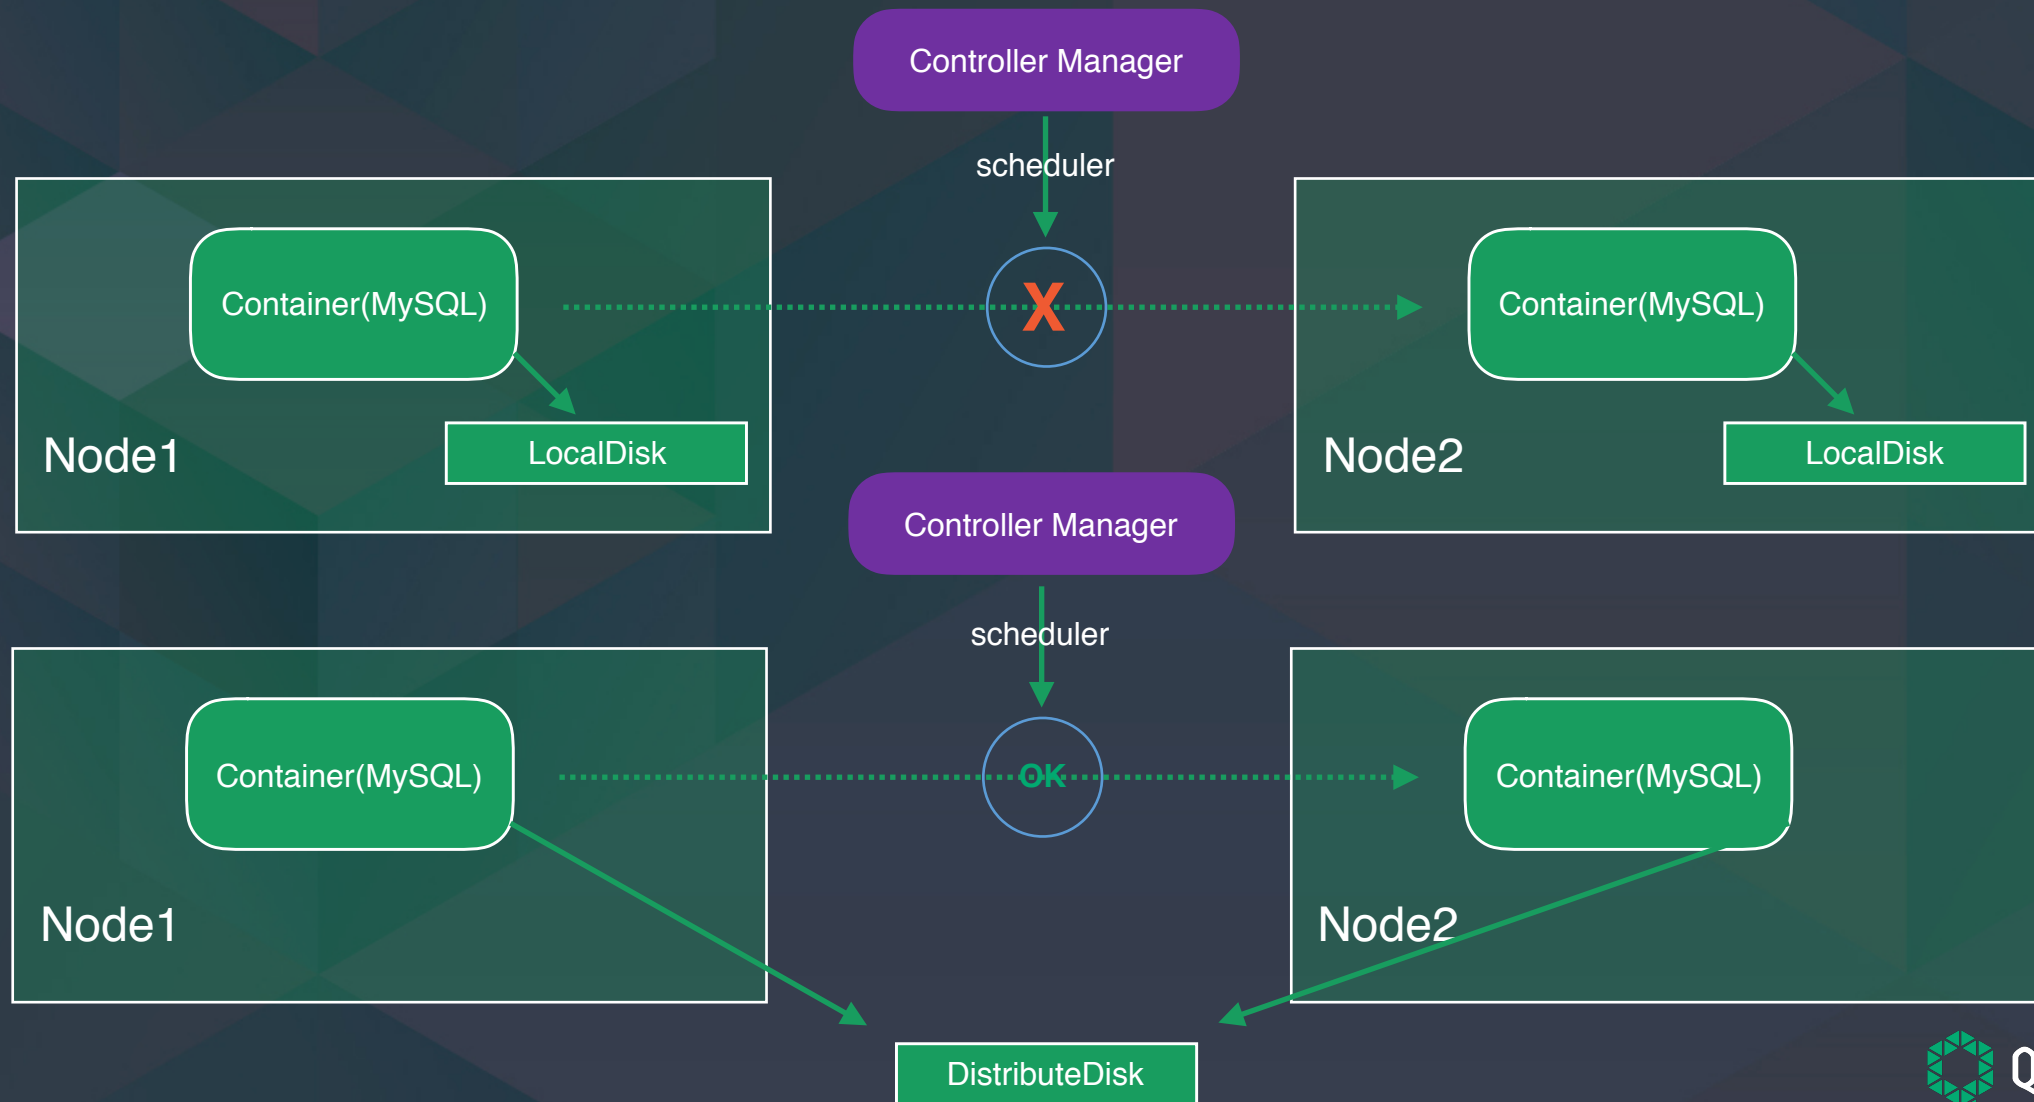 Controller Manager
scheduler
Container(MySQL)
X
Container(MySQL)
Node1
LocalDisk
Node2
LocalDisk
Controller Manager
scheduler
Container(MySQL)
OK
Container(MySQL)
Node1
Node2
DistributeDisk